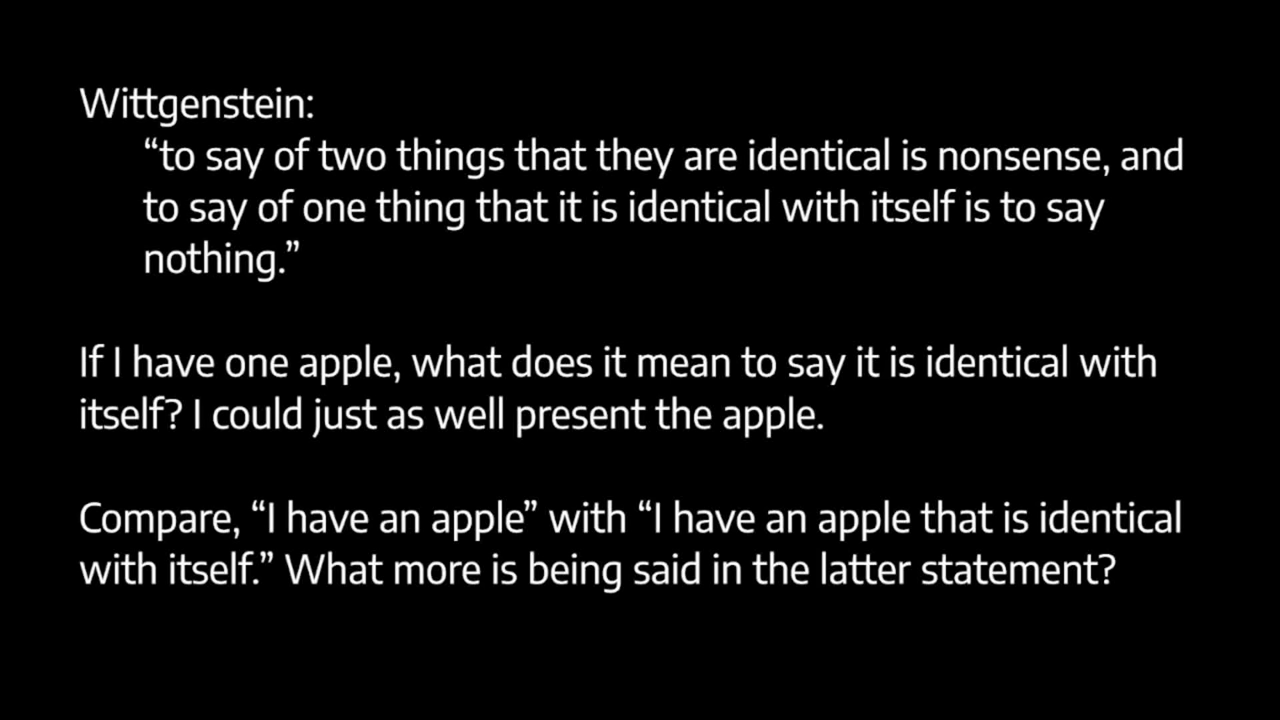 Wittgenstein:
“to say of two things that they are identical is nonsense, and
to say of one thing that it is identical with itself is to say
nothing.”
If I have one apple, what does it mean to say it is identical with
itself? I could just as well present the apple.
Compare, “I have an apple” with “I have an apple that is identical
with itself.” What more is being said in the latter statement?